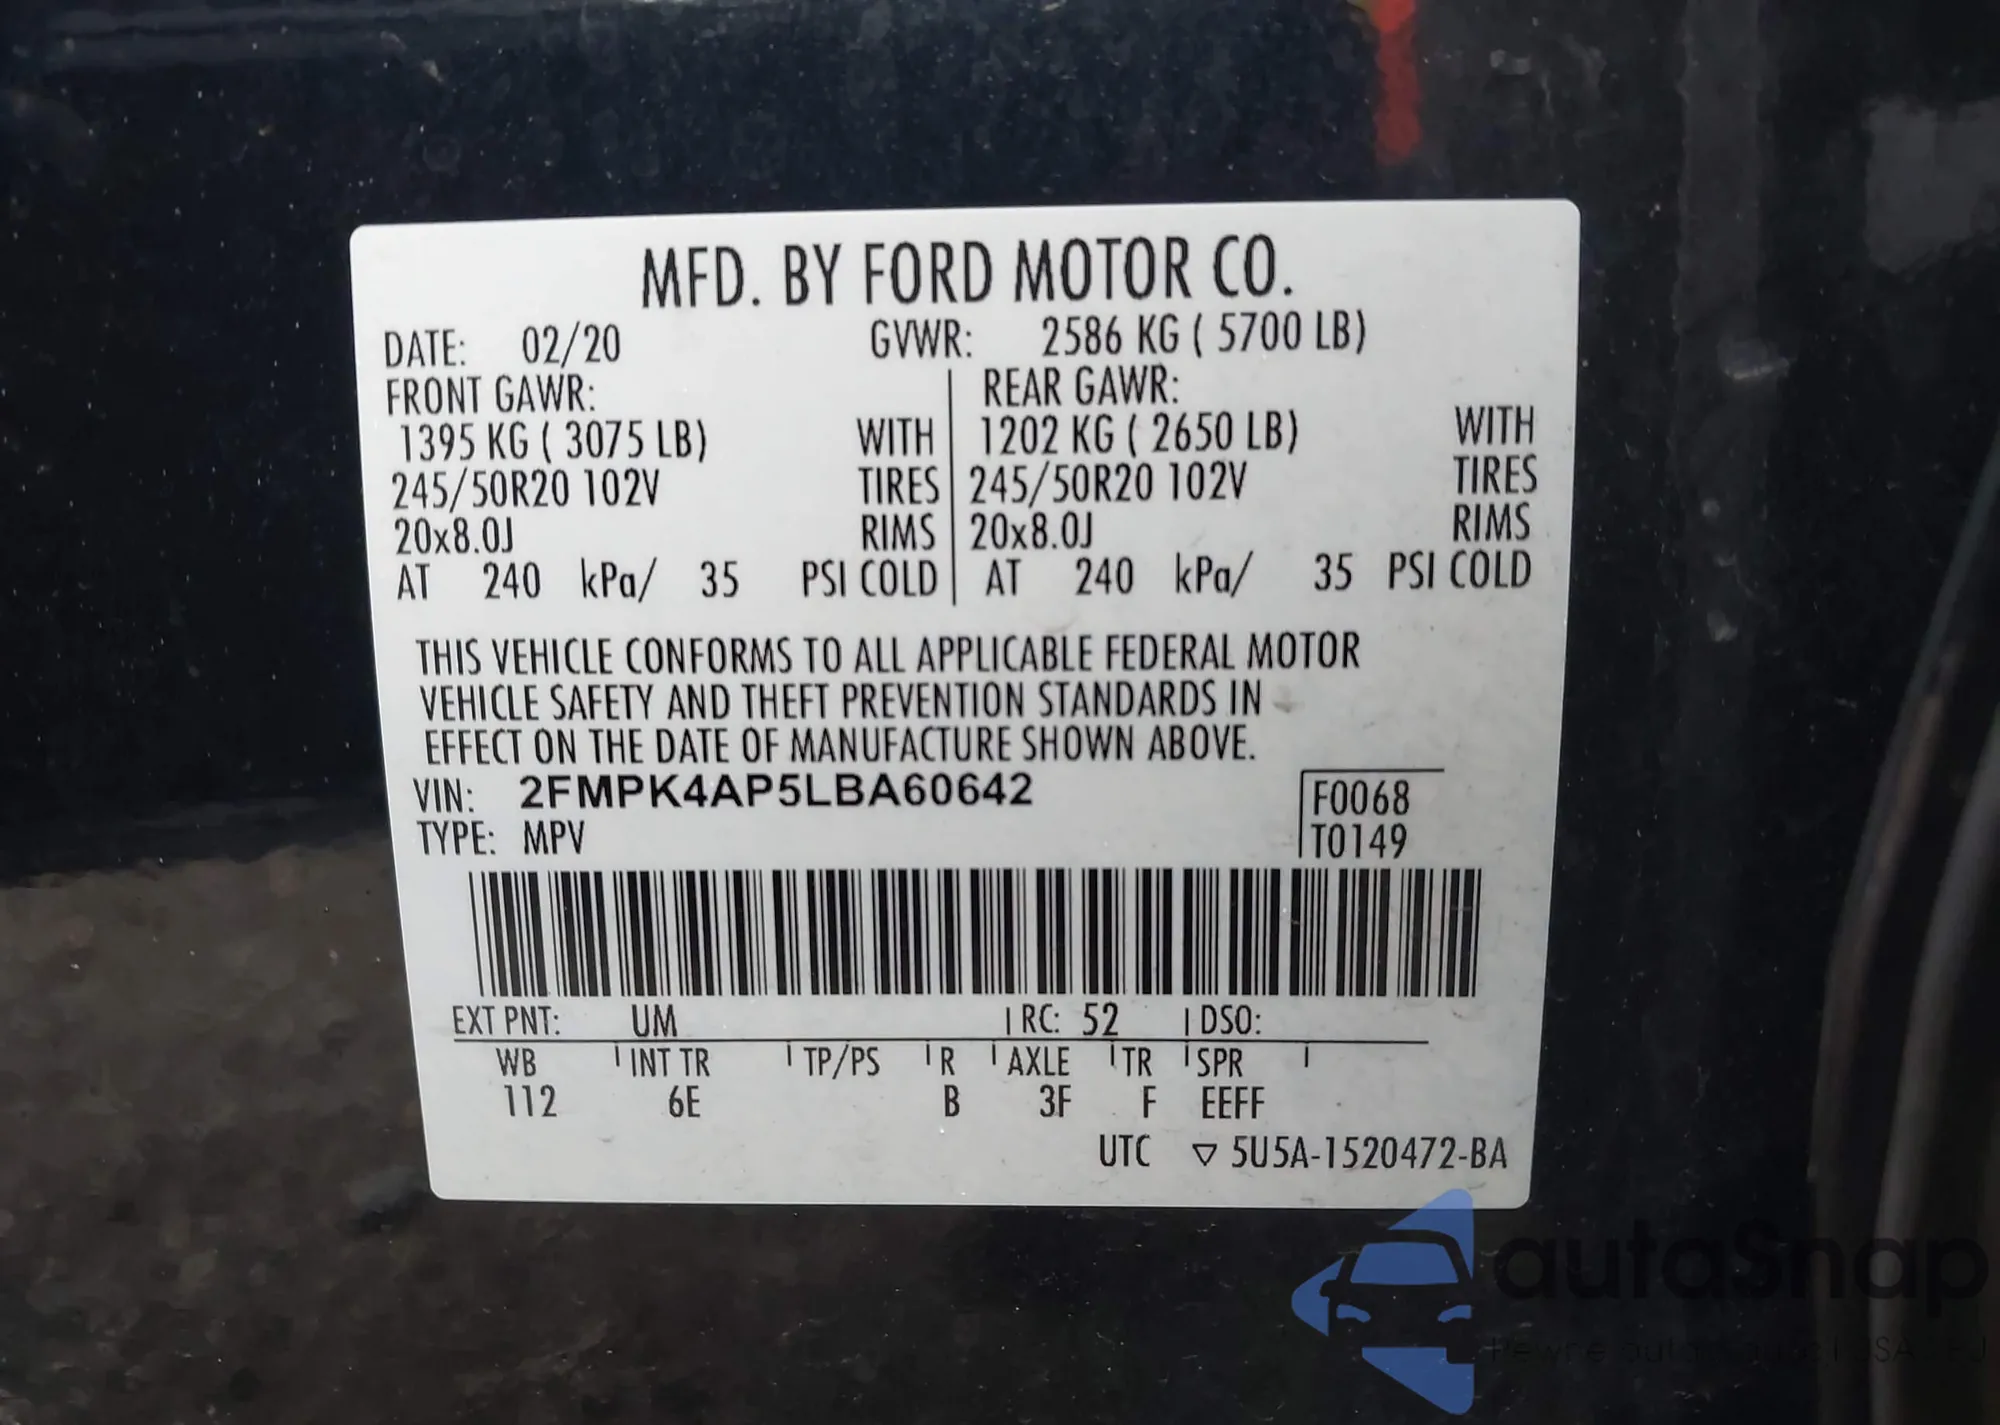 MFD. BY FORD MOTOR CO.
DATE: 02/20 GVWR: 2586 KG ( 5700 LB)
FRONT GAWR: REAR GAWR:
1395 KG ( 3075 LB) WITH 1202 KG ( 2650 LB) WITH
245/50R20 102V TIRES 245/50R20 102V TIRES
20x8.0J RIMS 20x8.0J RIMS
AT 240 kPa/ 35 PSI COLD AT 240 kPa/ 35 PSI COLD
THIS VEHICLE CONFORMS TO ALL APPLICABLE FEDERAL MOTOR
VEHICLE SAFETY AND THEFT PREVENTION STANDARDS IN
EFFECT ON THE DATE OF MANUFACTURE SHOWN ABOVE.
VIN: 2FMPK4AP5LBA60642 F0068
TYPE: MPV T0149
EXT PNT: UM RC: 52 DSO:
WB INT TR TP/PS R AXLE TR SPR
112 6E B 3F F EEFF
UTC ▽ 5U5A-1520472-BA
autaSnap